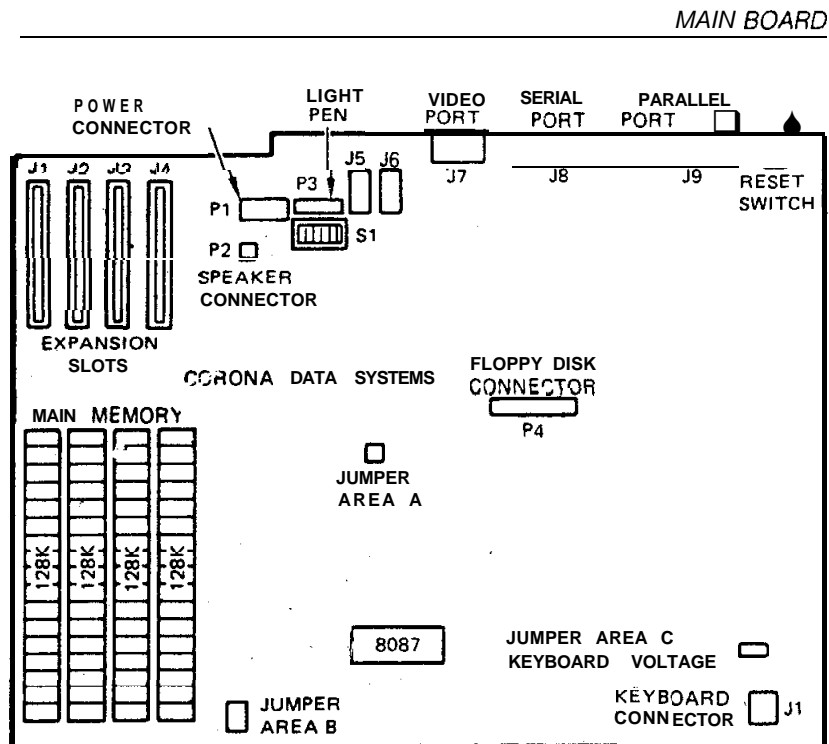 MAIN BOARD
POWER
CONNECTOR
LIGHT
PEN
VIDEO
PORT
SERIAL
PORT
PARALLEL
PORT
J1 J2 J3 J4
J5 J6
P3
J7
J8
J9
RESET
SWITCH
P1
S1
P2
SPEAKER
CONNECTOR
EXPANSION
SLOTS
CORONA DATA SYSTEMS
FLOPPY DISK
CONNECTOR
P4
MAIN MEMORY
JUMPER
AREA A
128K 128K 128K 128K
8087
JUMPER AREA C
KEYBOARD VOLTAGE
JUMPER
AREA B
KEYBOARD
CONNECTOR
J1